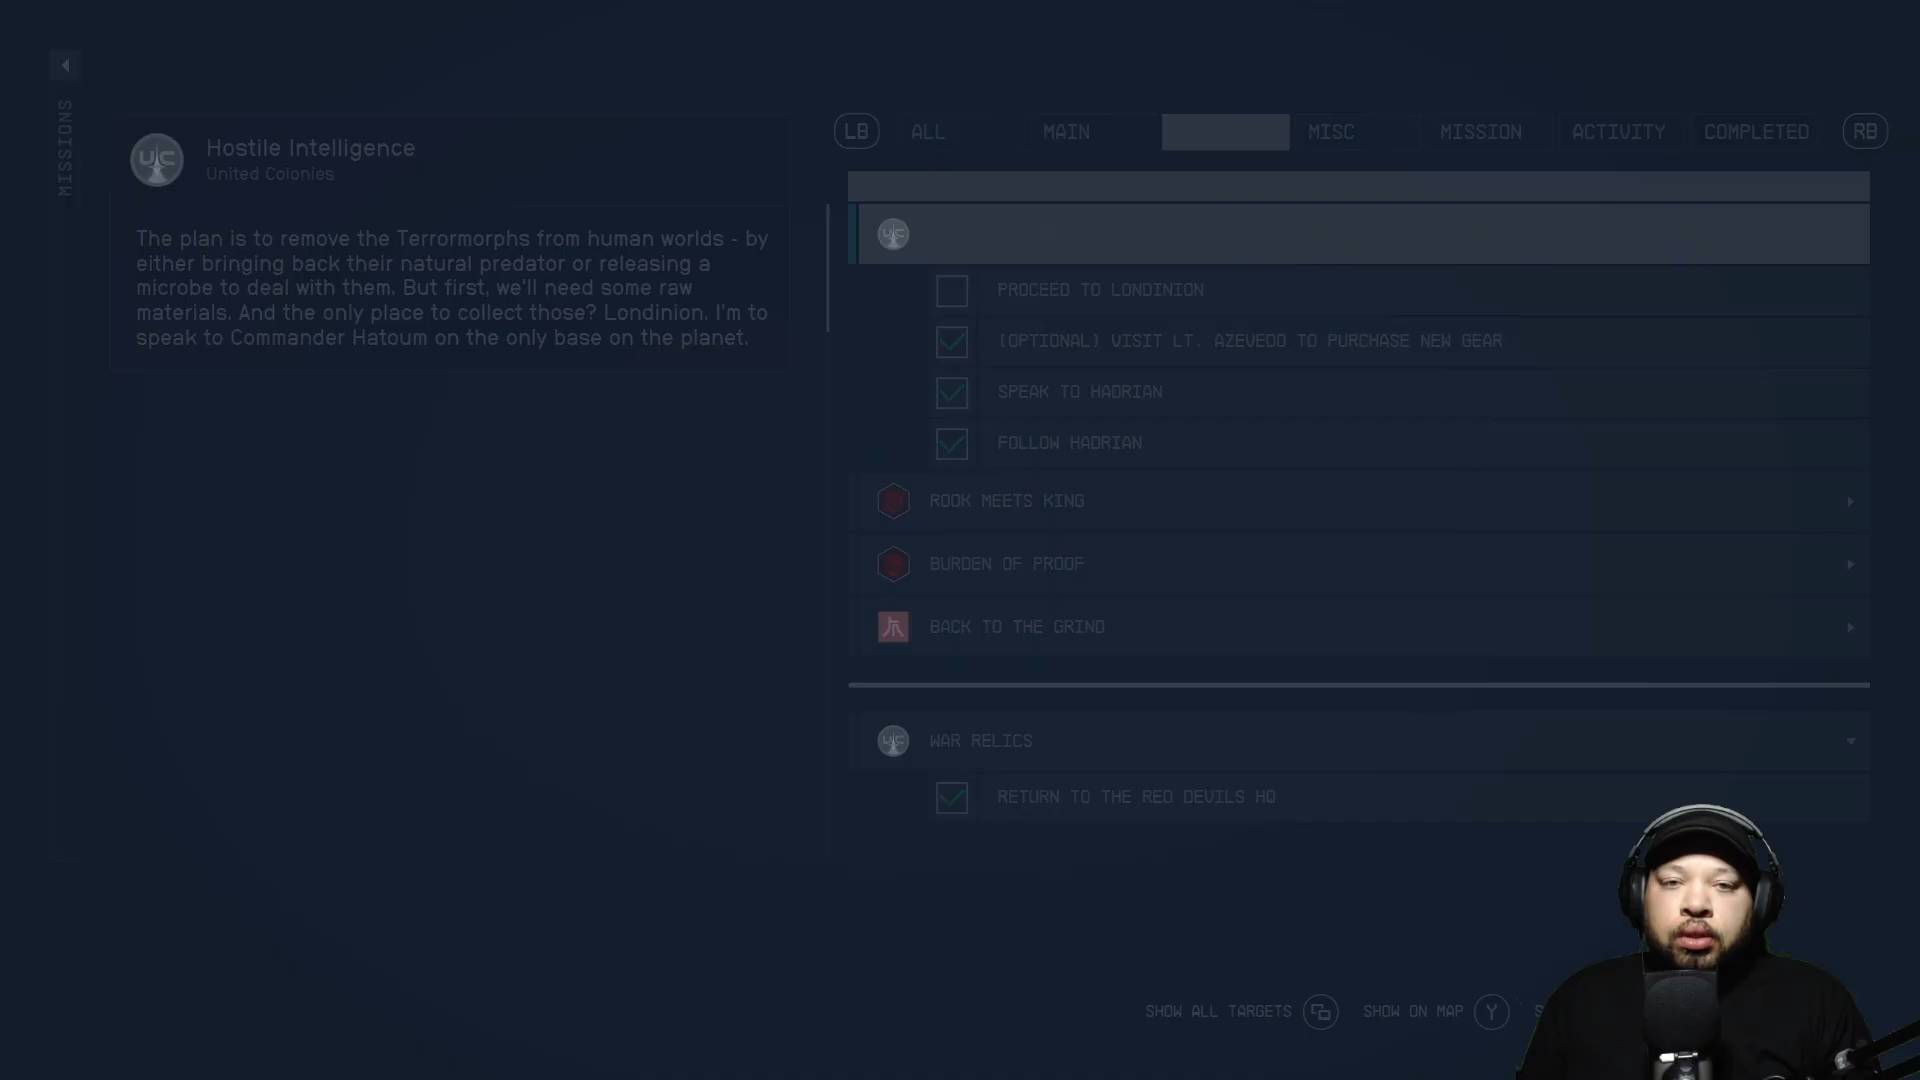 MISSIONS
UC
Hostile Intelligence
United Colonies
The plan is to remove the Terrormorphs from human worlds - by
either bringing back their natural predator or releasing a
microbe to deal with them. But first, we'll need some raw
materials. And the only place to collect those? Londinion. I'm to
speak to Commander Hatoum on the only base on the planet.
LB ALL MAIN MISC MISSION ACTIVITY COMPLETED RB
UC
PROCEED TO LONDINION
(OPTIONAL) VISIT LT. AZEVEDO TO PURCHASE NEW GEAR
SPEAK TO HADRIAN
FOLLOW HADRIAN
ROOK MEETS KING
BURDEN OF PROOF
BACK TO THE GRIND
UC WAR RELICS
RETURN TO THE RED DEVILS HQ
SHOW ALL TARGETS SHOW ON MAP Y S